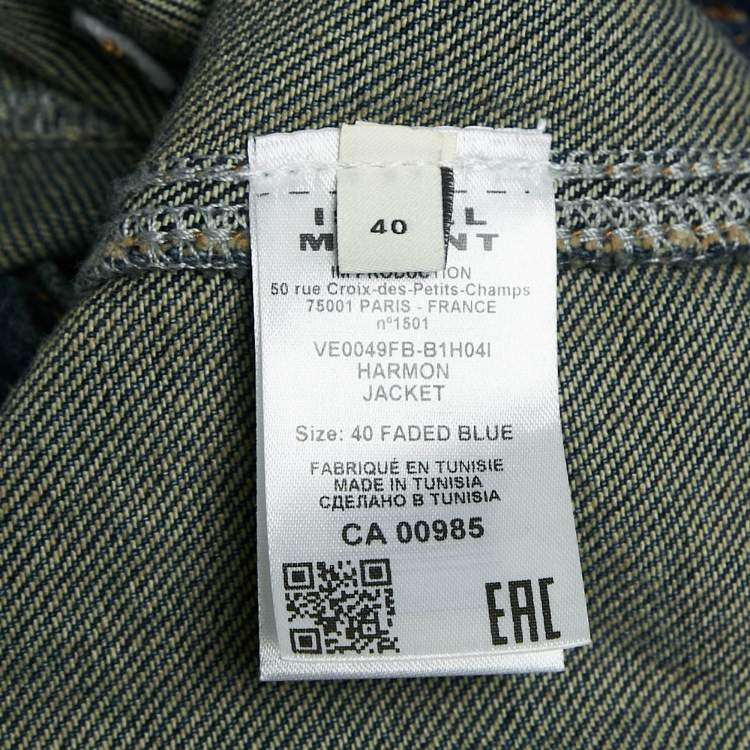 40
IM PRODUCTION
50 rue Croix-des-Petits-Champs
75001 PARIS - FRANCE
nº1501
VE0049FB-B1H04I
HARMON
JACKET
Size: 40 FADED BLUE
FABRIQUÉ EN TUNISIE
MADE IN TUNISIA
СДЕЛАНО В TUNISIA
CA 00985
EAC